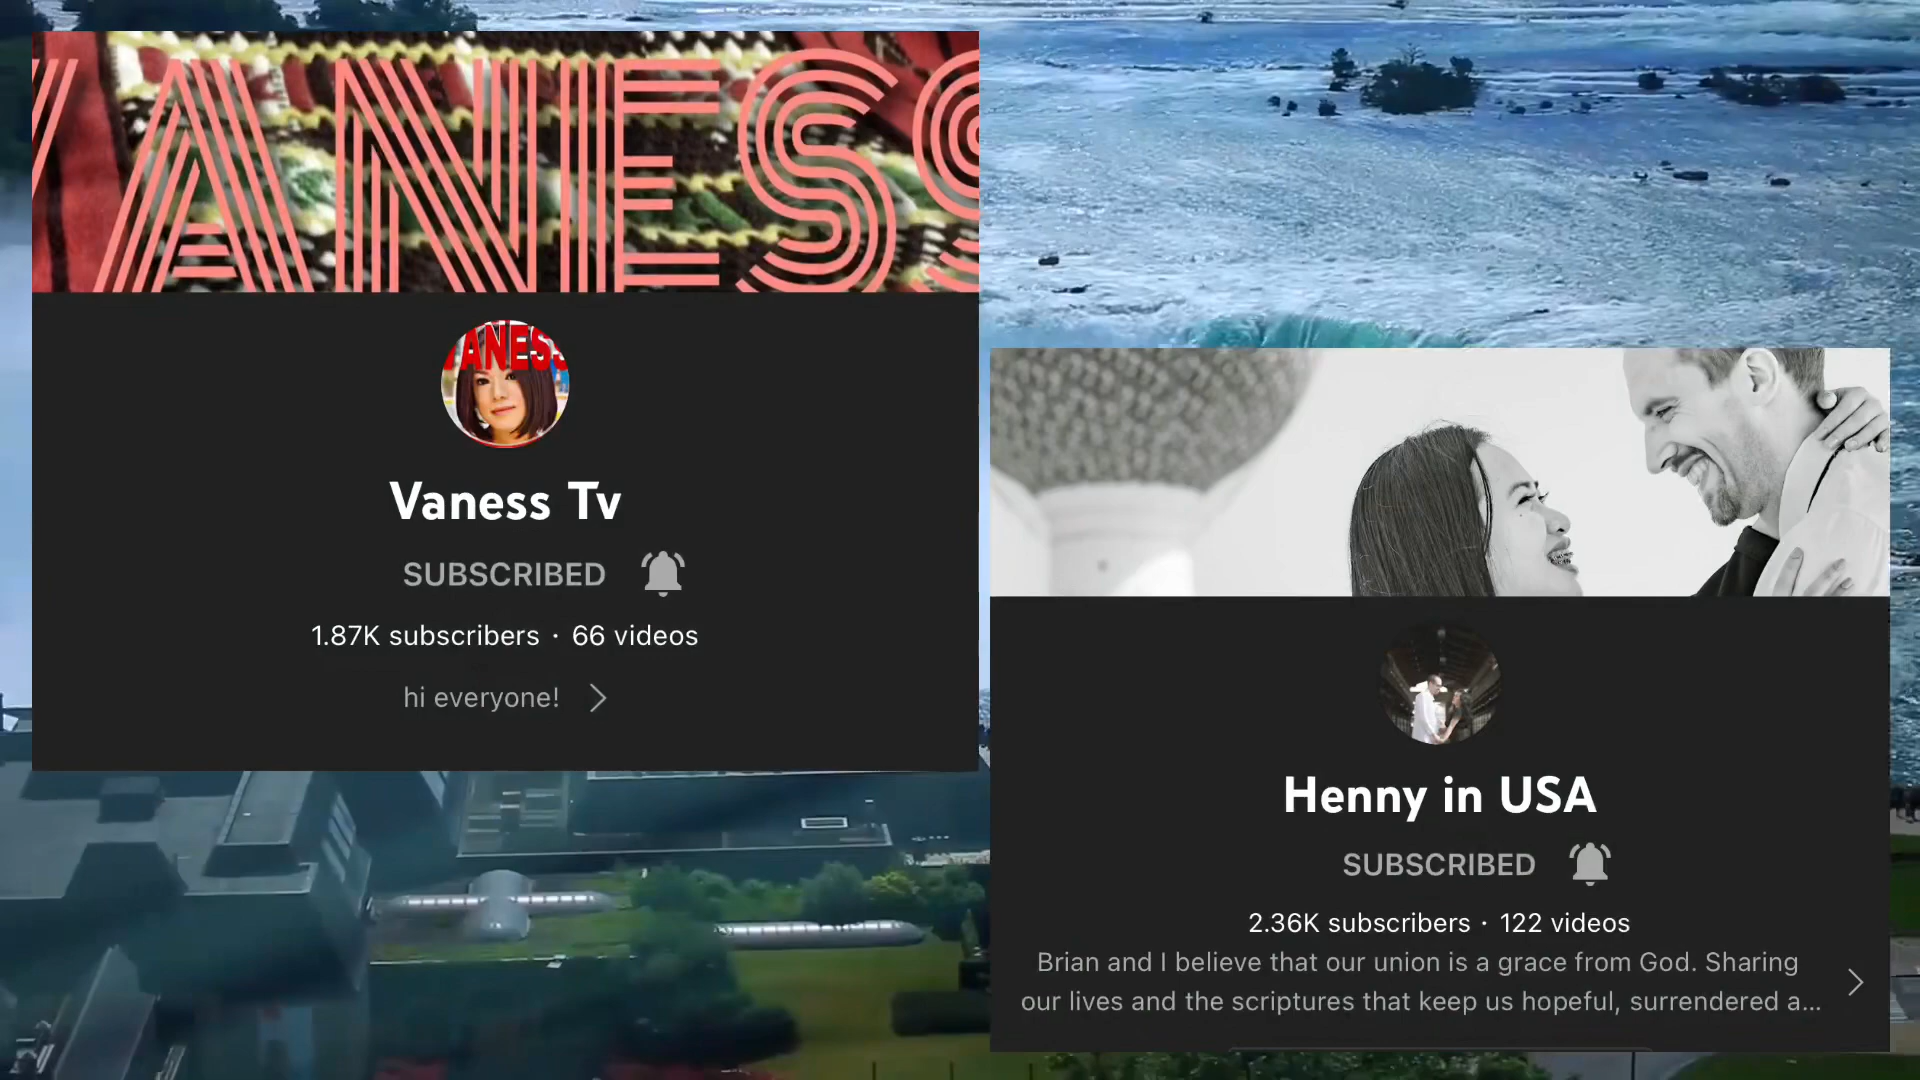 VANESS
VANESS
Vaness Tv
SUBSCRIBED
1.87K subscribers · 66 videos
hi everyone!
Henny in USA
SUBSCRIBED
2.36K subscribers · 122 videos
Brian and I believe that our union is a grace from God. Sharing
our lives and the scriptures that keep us hopeful, surrendered a...